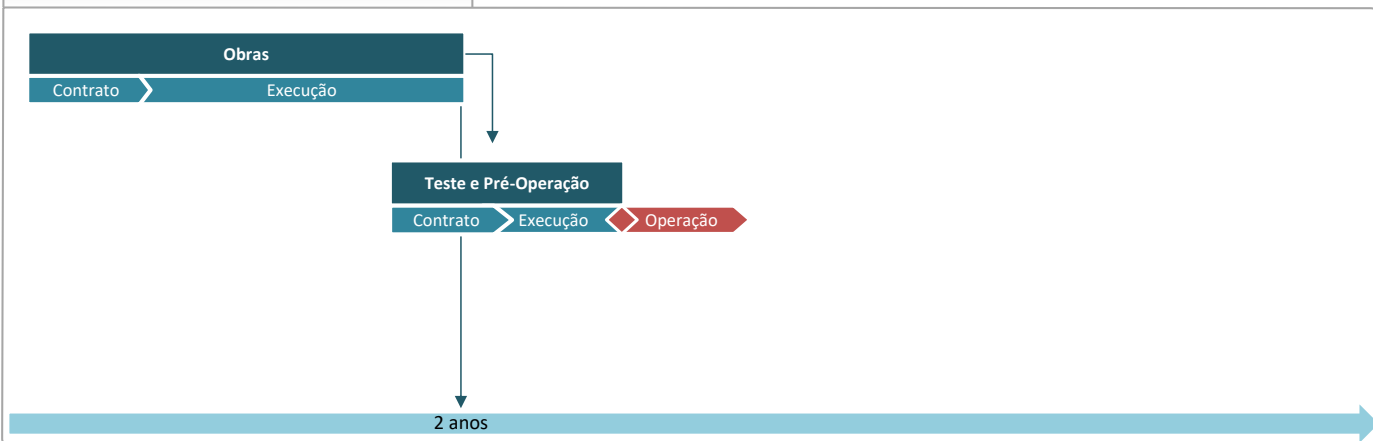 Obras
Contrato
Execução
Teste e Pré-Operação
Contrato
Execução
Operação
2 anos